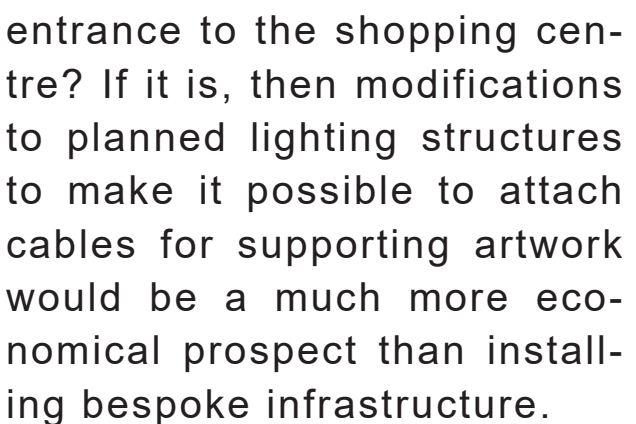 entrance to the shopping cen-
tre? If it is, then modifications
to planned lighting structures
to make it possible to attach
cables for supporting artwork
would be a much more eco-
nomical prospect than install-
ing bespoke infrastructure.